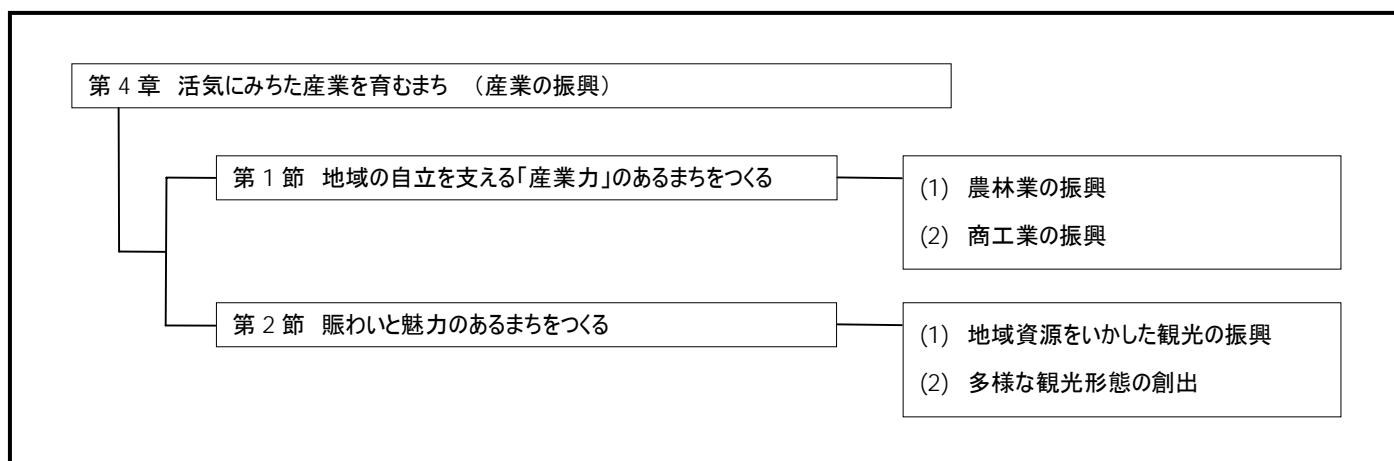 第4章 活気にみちた産業を育むまち （産業の振興）
第1節 地域の自立を支える｢産業力｣のあるまちをつくる
(1) 農林業の振興
(2) 商工業の振興
第2節 賑わいと魅力のあるまちをつくる
(1) 地域資源をいかした観光の振興
(2) 多様な観光形態の創出